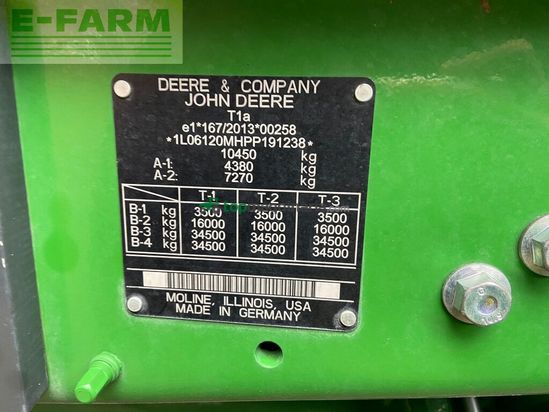 E-FARM
DEERE & COMPANY
JOHN DEERE
T1a
e1*167/2013*00258
*1L06120MHPP191238*
10450 kg
A-1: 4380 kg
A-2: 7270 kg
T-1 T-2 T-3
B-1 kg 3500 3500 3500
B-2 kg 16000 16000 16000
B-3 kg 34500 34500 34500
B-4 kg 34500 34500 34500
MOLINE, ILLINOIS, USA
MADE IN GERMANY